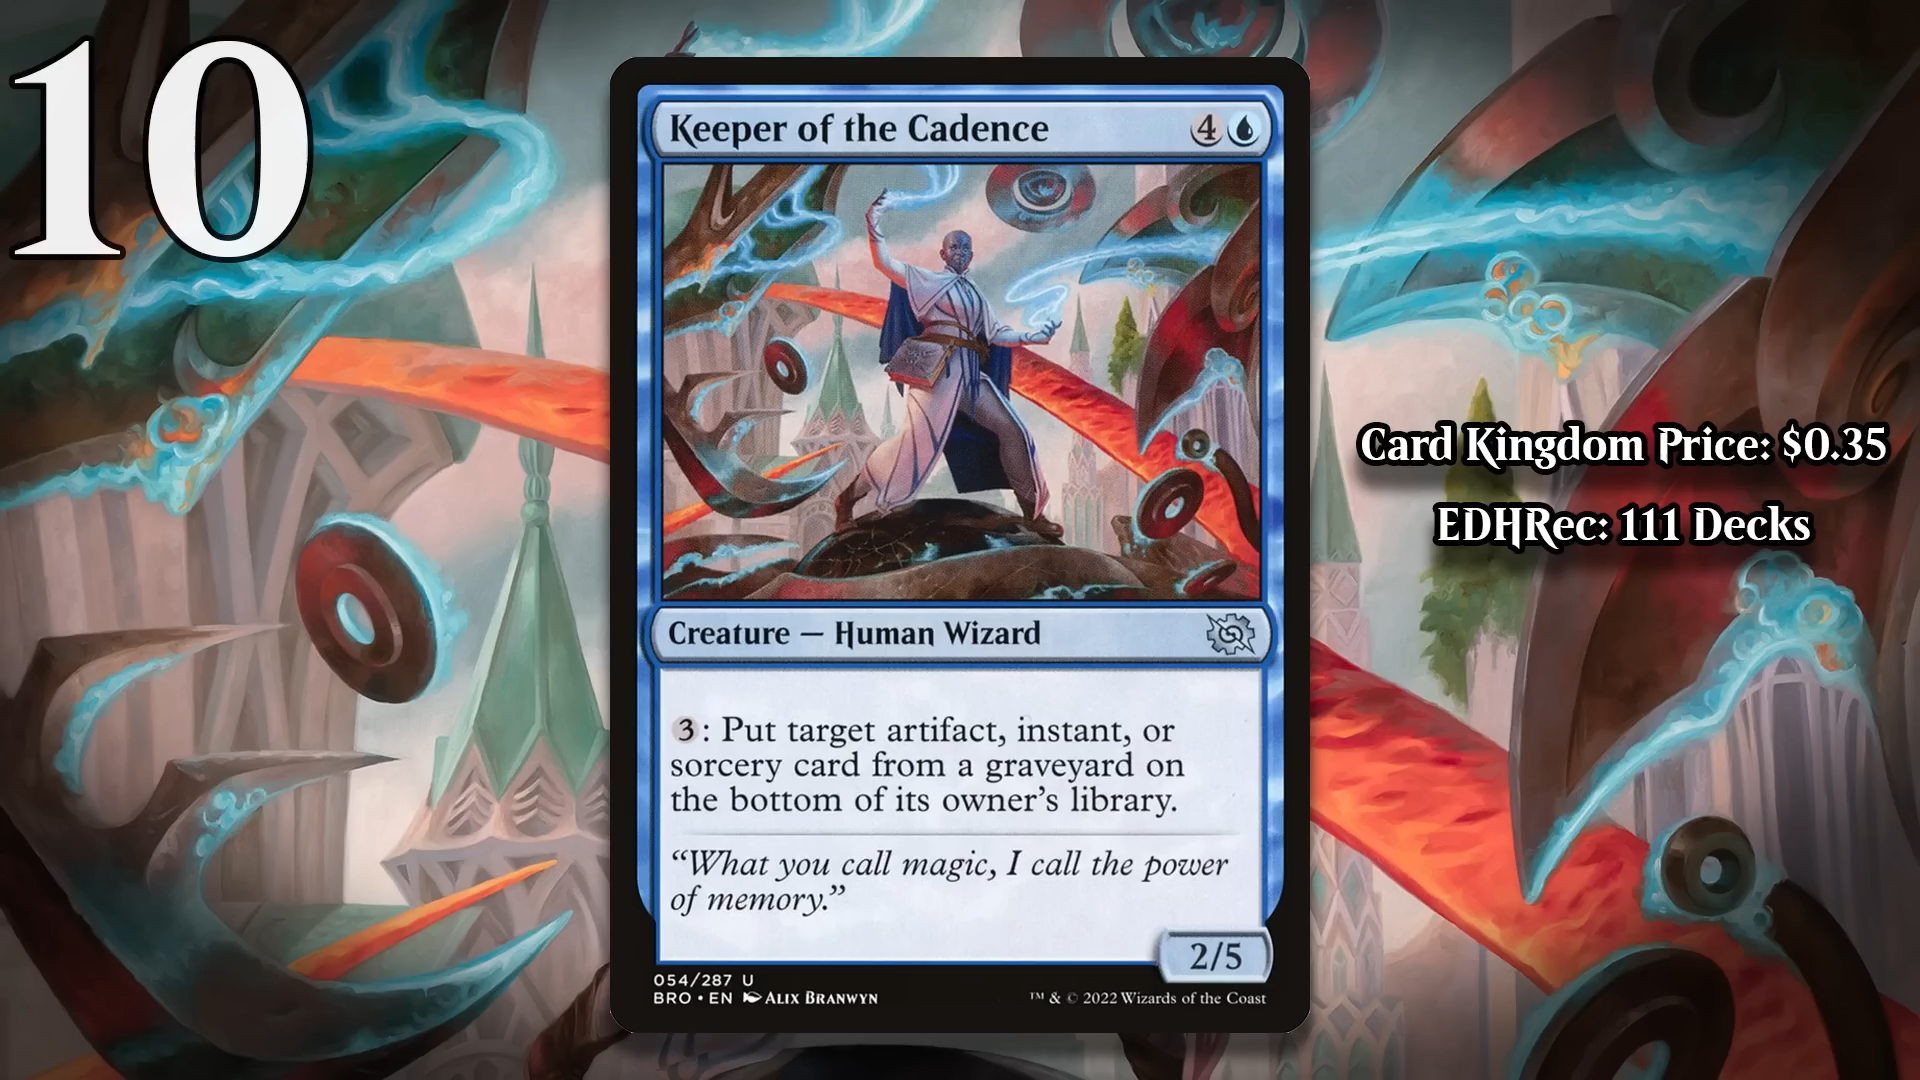 10
Keeper of the Cadence 4
Creature — Human Wizard
3: Put target artifact, instant, or
sorcery card from a graveyard on
the bottom of its owner's library.
“What you call magic, I call the power
of memory.”
2/5
054/287 U
BRO • EN Alix Branwyn
™ & © 2022 Wizards of the Coast
Card Kingdom Price: $0.35
EDHRec: 111 Decks